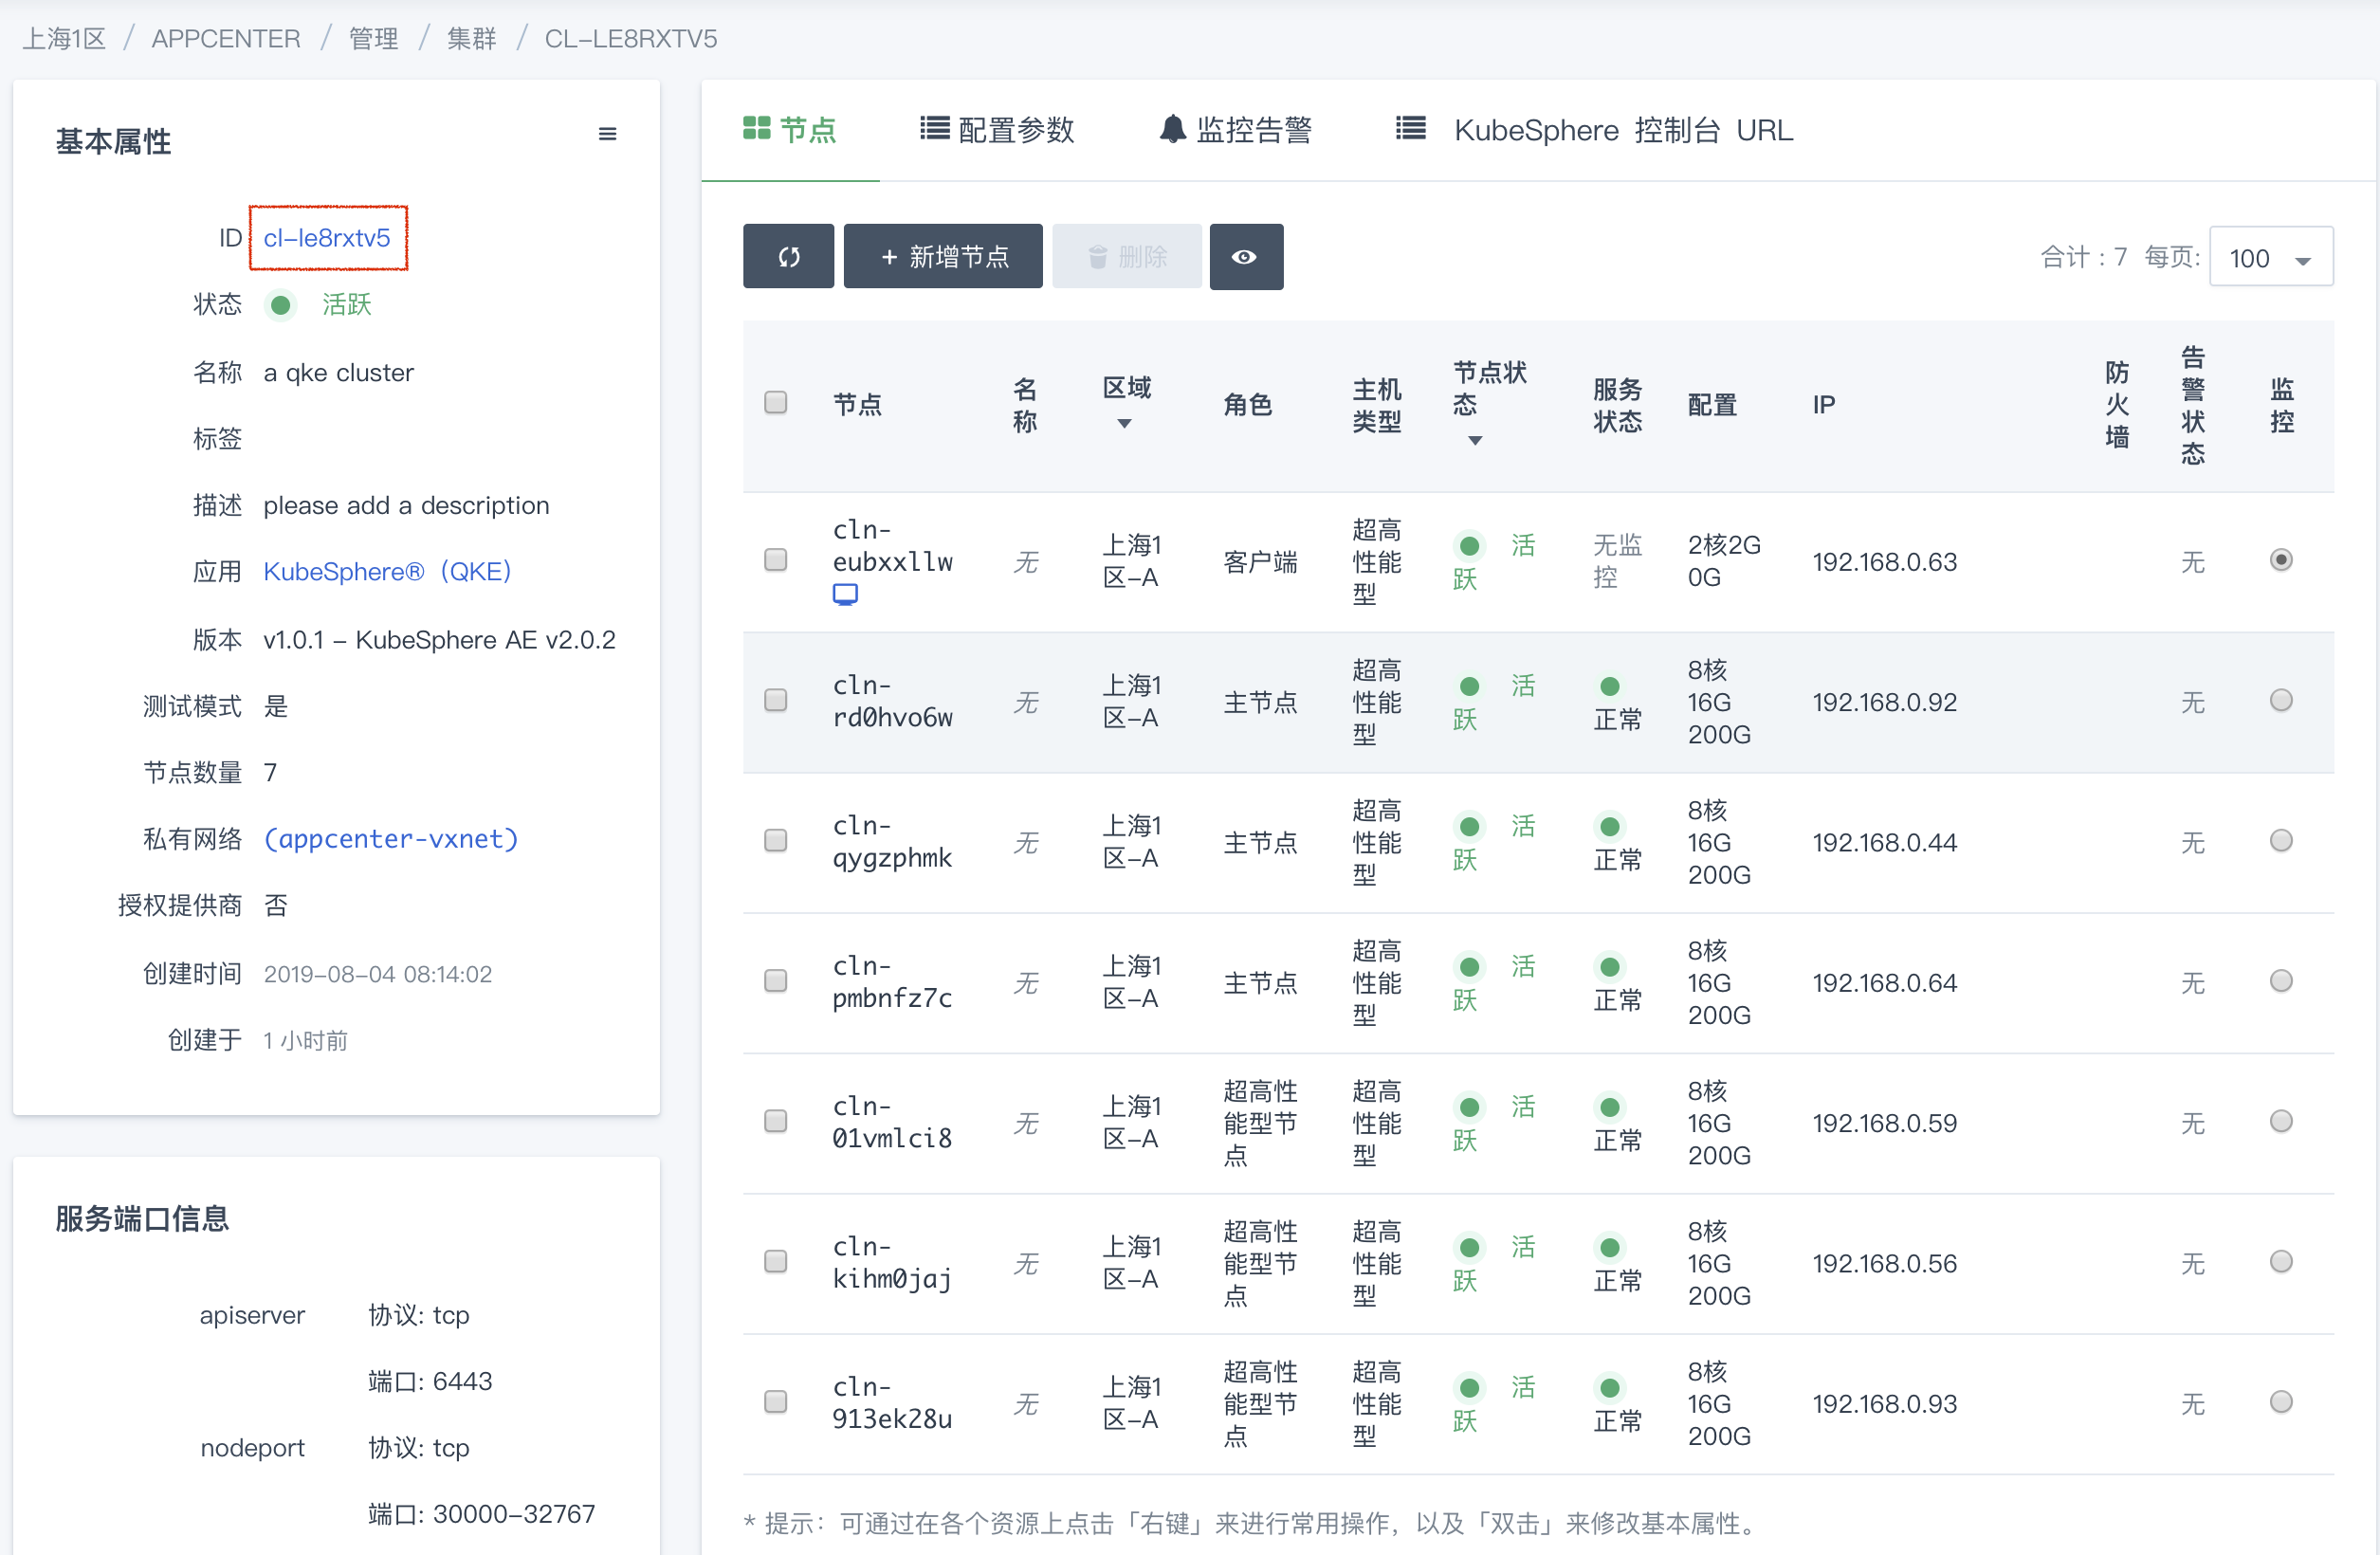 上海1区 / APPCENTER / 管理 / 集群 / CL-LE8RXTV5
基本属性
ID cl-le8rxtv5
状态 活跃
名称 a qke cluster
标签
描述 please add a description
应用 KubeSphere®（QKE）
版本 v1.0.1 - KubeSphere AE v2.0.2
测试模式 是
节点数量 7
私有网络 (appcenter-vxnet)
授权提供商 否
创建时间 2019-08-04 08:14:02
创建于 1 小时前
服务端口信息
apiserver 协议: tcp
端口: 6443
nodeport 协议: tcp
端口: 30000-32767
节点 配置参数 监控告警 KubeSphere 控制台 URL
+ 新增节点 删除 合计：7 每页: 100
节点 名称 区域 角色 主机类型 节点状态 服务状态 配置 IP 防火墙 告警状态 监控
cln-eubxxllw 无 上海1区-A 客户端 超高性能型 活跃 无监控 2核2G 0G 192.168.0.63 无
cln-rd0hvo6w 无 上海1区-A 主节点 超高性能型 活跃 正常 8核 16G 200G 192.168.0.92 无
cln-qygzphmk 无 上海1区-A 主节点 超高性能型 活跃 正常 8核 16G 200G 192.168.0.44 无
cln-pmbnfz7c 无 上海1区-A 主节点 超高性能型 活跃 正常 8核 16G 200G 192.168.0.64 无
cln-01vmlci8 无 上海1区-A 超高性能型节点 超高性能型 活跃 正常 8核 16G 200G 192.168.0.59 无
cln-kihm0jaj 无 上海1区-A 超高性能型节点 超高性能型 活跃 正常 8核 16G 200G 192.168.0.56 无
cln-913ek28u 无 上海1区-A 超高性能型节点 超高性能型 活跃 正常 8核 16G 200G 192.168.0.93 无
* 提示：可通过在各个资源上点击「右键」来进行常用操作，以及「双击」来修改基本属性。